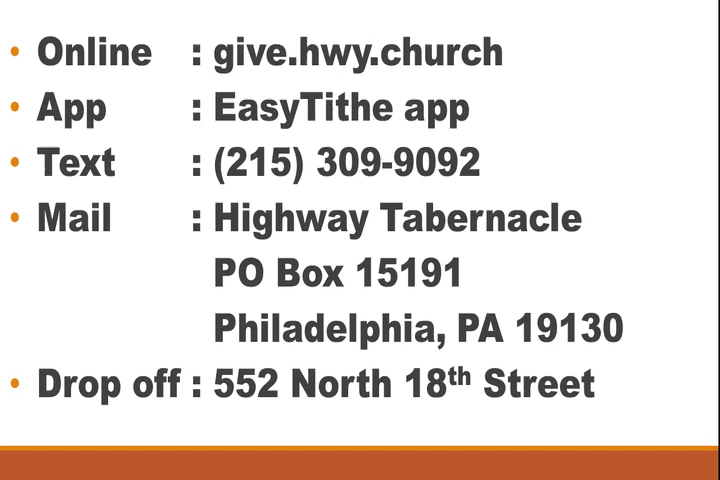 • Online : give.hwy.church
• App : EasyTithe app
• Text : (215) 309-9092
• Mail : Highway Tabernacle
PO Box 15191
Philadelphia, PA 19130
• Drop off : 552 North 18th Street